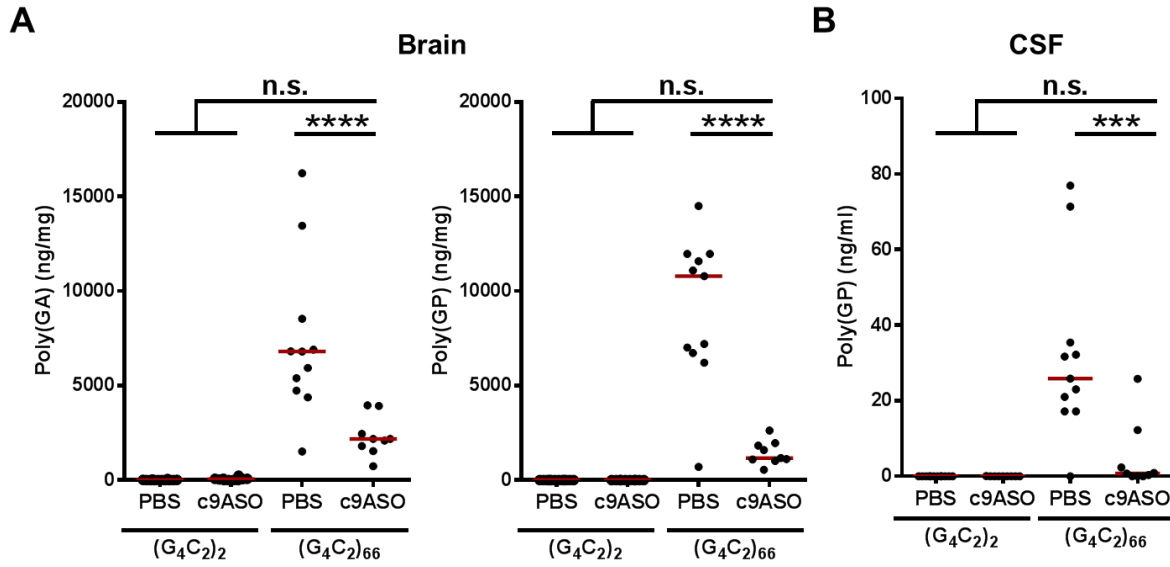 A
B
Brain
CSF
n.s.
****
20000
15000
10000
5000
0
Poly(GA) (ng/mg)
PBS c9ASO PBS c9ASO
(G₄C₂)₂ (G₄C₂)₆₆
n.s.
****
20000
15000
10000
5000
0
Poly(GP) (ng/mg)
PBS c9ASO PBS c9ASO
(G₄C₂)₂ (G₄C₂)₆₆
n.s.
***
100
80
60
40
20
0
Poly(GP) (ng/ml)
PBS c9ASO PBS c9ASO
(G₄C₂)₂ (G₄C₂)₆₆